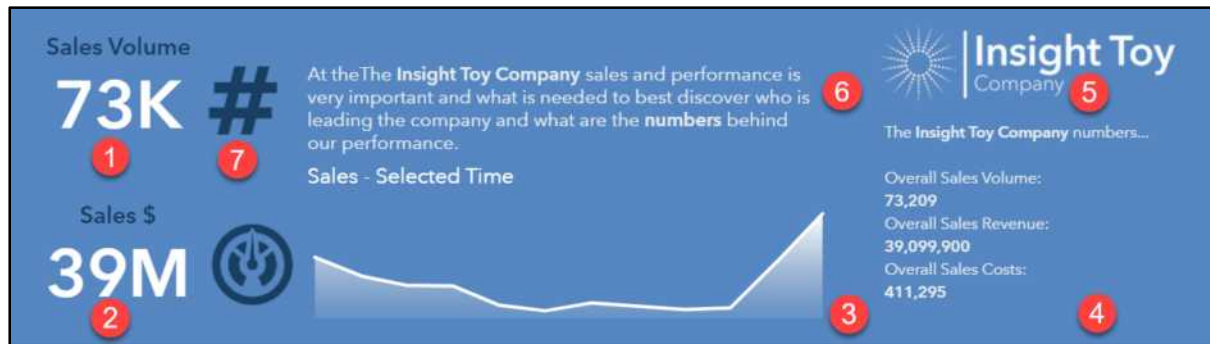 Sales Volume
73K
1
#
7
Sales $
39M
2
At theThe Insight Toy Company sales and performance is
very important and what is needed to best discover who is
leading the company and what are the numbers behind
our performance.
6
Sales - Selected Time
3
Insight Toy
Company
5
The Insight Toy Company numbers...
Overall Sales Volume:
73,209
Overall Sales Revenue:
39,099,900
Overall Sales Costs:
411,295
4